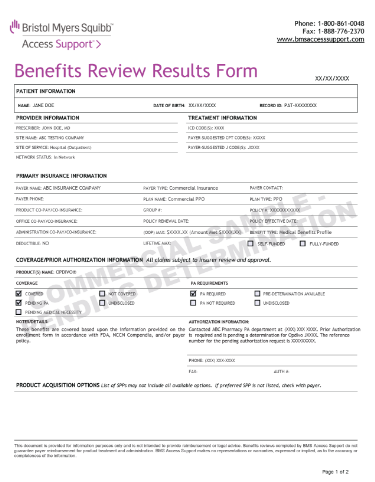 Bristol Myers Squibb™
Access Support®
Phone: 1-800-861-0048
Fax: 1-888-776-2370
www.bmsaccesssupport.com
Benefits Review Results Form
XX/XX/XXXX
PATIENT INFORMATION
NAME: JANE DOE DATE OF BIRTH: XX/XX/XXXX RECORD ID: PAT-XXXXXXXX
PROVIDER INFORMATION TREATMENT INFORMATION
PRESCRIBER: JOHN DOE, MD ICD CODE(S): XXXX
SITE NAME: ABC TESTING COMPANY PAYER-SUGGESTED CPT CODE(S): XXXXX
SITE OF SERVICE: Hospital (Outpatient) PAYER-SUGGESTED J CODE(S): JXXXX
NETWORK STATUS: In Network
PRIMARY INSURANCE INFORMATION
PAYER NAME: ABC INSURANCE COMPANY PAYER TYPE: Commercial Insurance PAYER CONTACT:
PAYER PHONE: PLAN NAME: Commercial PPO PLAN TYPE: PPO
PRODUCT CO-PAY/CO-INSURANCE: GROUP #: POLICY #: XXXXXXXXXX
OFFICE CO-PAY/CO-INSURANCE: POLICY RENEWAL DATE: POLICY EFFECTIVE DATE:
ADMINISTRATION CO-PAY/CO-INSURANCE: OOP MAX: $XXXX.XX (Amount Met $XXXX.XX) BENEFIT TYPE: Medical Benefits Profile
DEDUCTIBLE: NO LIFETIME MAX: SELF FUNDED FULLY-FUNDED
COMMERCIAL SAMPLE -
PENDING DETERMINATION
COVERAGE/PRIOR AUTHORIZATION INFORMATION All claims subject to insurer review and approval.
PRODUCT(S) NAME: OPDIVO®
COVERAGE PA REQUIREMENTS
COVERED NOT COVERED PA REQUIRED PRE-DETERMINATION AVAILABLE
PENDING PA UNDISCLOSED PA NOT REQUIRED UNDISCLOSED
PENDING MEDICAL NECESSITY
NOTES/DETAILS: AUTHORIZATION INFORMATION:
These benefits are covered based upon the information provided on the Contacted ABC Pharmacy PA department at (XXX) XXX XXXX. Prior Authorization
enrollment form in accordance with FDA, NCCN Compendia, and/or payer is required and is pending a determination for Opdivo JXXXX. The reference
policy. number for the pending authorization request is XXXXXXXX.
PHONE: (XXX) XXX-XXXX
FAX: AUTH #:
PRODUCT ACQUISITION OPTIONS List of SPPs may not include all available options. If preferred SPP is not listed, check with payer.
This document is provided for information purposes only and is not intended to provide reimbursement or legal advice. Benefits reviews completed by BMS Access Support do not
guarantee payer reimbursement for product treatment and administration. BMS Access Support makes no representations or warranties, expressed or implied, as to the accuracy or
completeness of the information.
Page 1 of 2